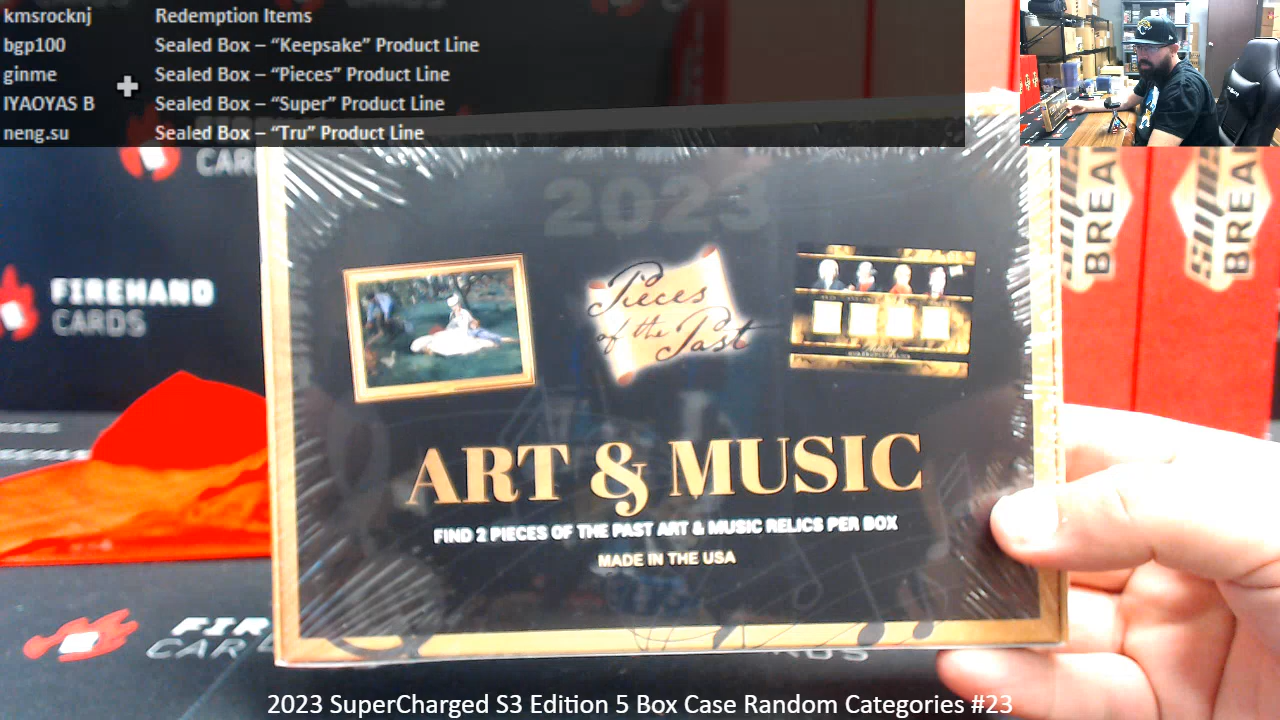 kmsrocknj Redemption Items
bgp100 Sealed Box – “Keepsake” Product Line
ginme Sealed Box – “Pieces” Product Line
IYAOYAS B Sealed Box – “Super” Product Line
neng.su Sealed Box – “Tru” Product Line
CARDS
2023
Pieces
of the Past
FIREHAND
CARDS
BREA
BREA
ART & MUSIC
FIND 2 PIECES OF THE PAST ART & MUSIC RELICS PER BOX
MADE IN THE USA
FIR
CAR
2023 SuperCharged S3 Edition 5 Box Case Random Categories #23